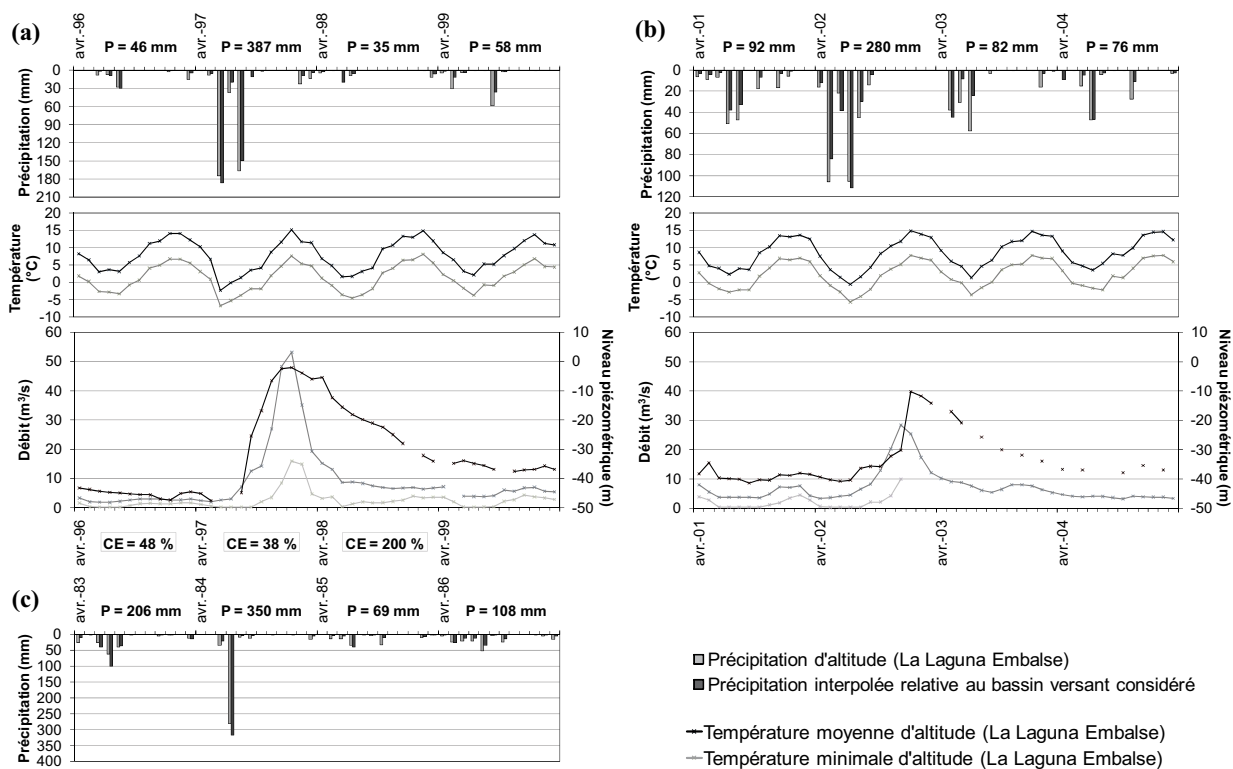 (a)
avr.-96
avr.-97
avr.-98
avr.-99
P = 46 mm
P = 387 mm
P = 35 mm
P = 58 mm
Précipitation (mm)
0
30
60
90
120
150
180
210
Température (°C)
20
15
10
5
0
-5
-10
Débit (m³/s)
60
50
40
30
20
10
0
Niveau piézométrique (m)
10
0
-10
-20
-30
-40
-50
avr.-96
avr.-97
avr.-98
avr.-99
CE = 48 %
CE = 38 %
CE = 200 %
(b)
avr.-01
avr.-02
avr.-03
avr.-04
P = 92 mm
P = 280 mm
P = 82 mm
P = 76 mm
Précipitation (mm)
0
20
40
60
80
100
120
Température (°C)
20
15
10
5
0
-5
-10
Débit (m³/s)
60
50
40
30
20
10
0
Niveau piézométrique (m)
10
0
-10
-20
-30
-40
-50
avr.-01
avr.-02
avr.-03
avr.-04
(c)
avr.-83
avr.-84
avr.-85
avr.-86
P = 206 mm
P = 350 mm
P = 69 mm
P = 108 mm
Précipitation (mm)
0
50
100
150
200
250
300
350
400
Précipitation d'altitude (La Laguna Embalse)
Précipitation interpolée relative au bassin versant considéré
Température moyenne d'altitude (La Laguna Embalse)
Température minimale d'altitude (La Laguna Embalse)